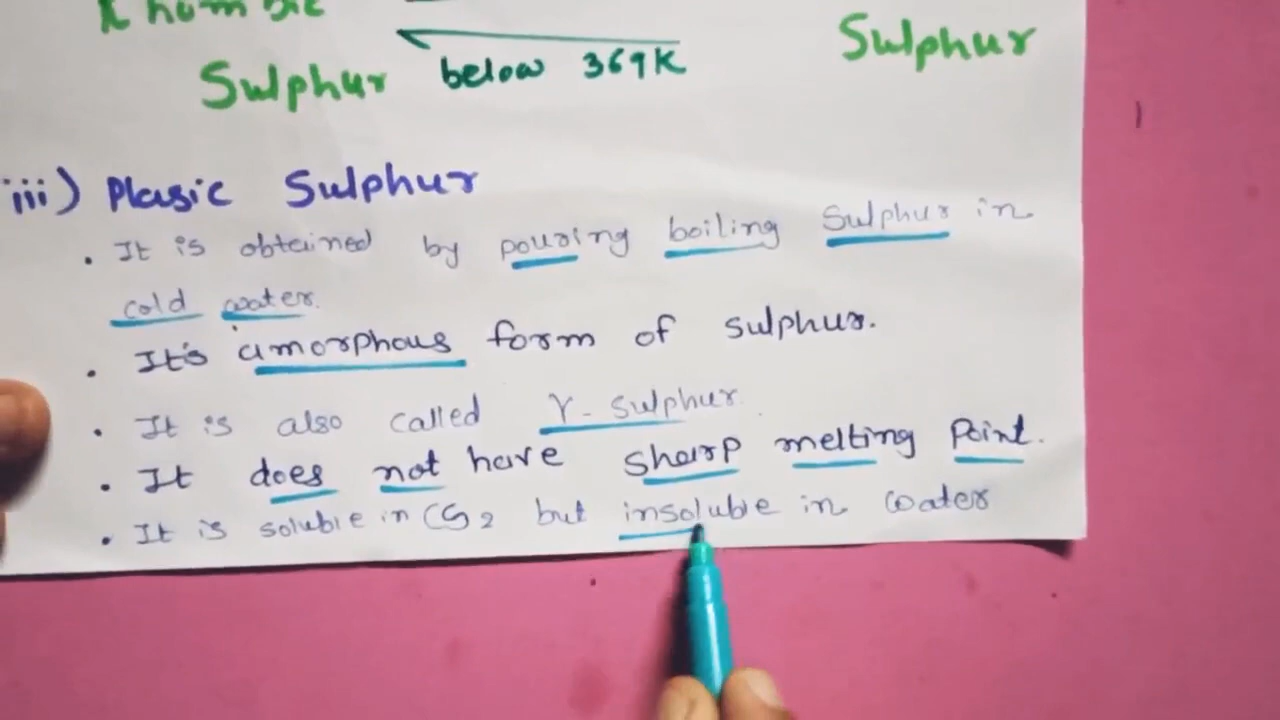 Rhombic
Sulphur below 369K Sulphur
iii) Plasic Sulphur
. It is obtained by pouring boiling Sulphur in
cold water.
. It's amorphous form of sulphur.
. It is also called γ-sulphur.
. It does not have sharp melting Point.
. It is soluble in CS2 but insoluble in water